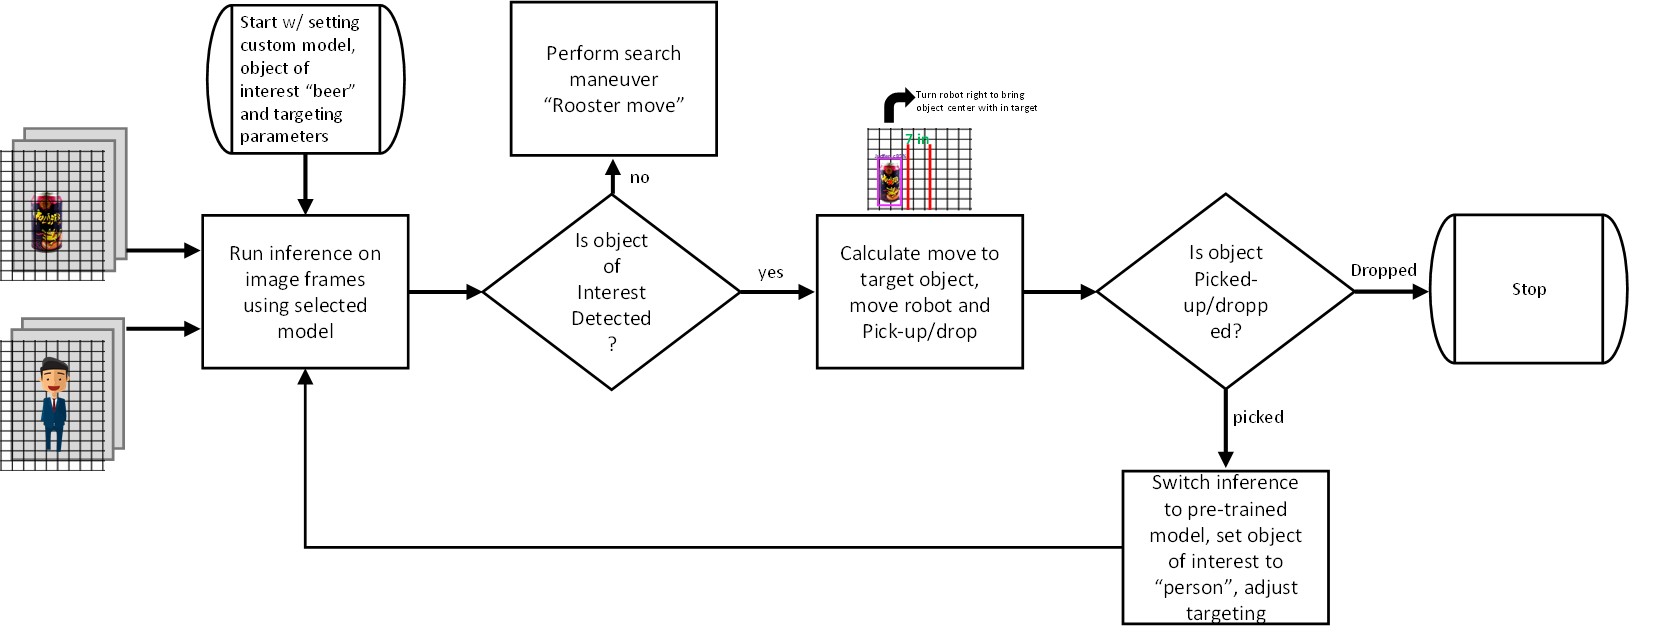 Start w/ setting
custom model,
object of
interest “beer”
and targeting
parameters
Perform search
maneuver
“Rooster move”
no
Turn robot right to bring
object center with in target
7 in
Run inference on
image frames
using selected
model
Is object
of
Interest
Detected
?
yes
Calculate move to
target object,
move robot and
Pick-up/drop
Is object
Picked-
up/dropp
ed?
Dropped
Stop
picked
Switch inference
to pre-trained
model, set object
of interest to
“person”, adjust
targeting